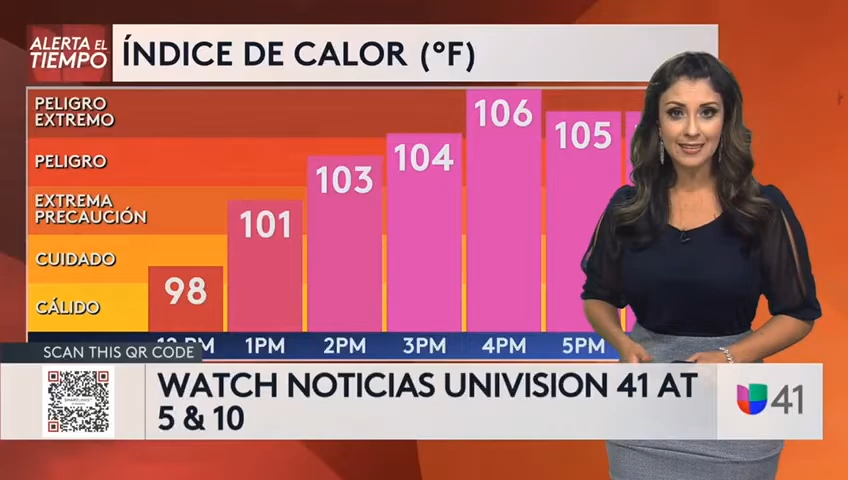 ALERTA EL
TIEMPO
ÍNDICE DE CALOR (°F)
PELIGRO
EXTREMO
PELIGRO
EXTREMA
PRECAUCIÓN
CUIDADO
CÁLIDO
98
101
103
104
106
105
PM
1PM
2PM
3PM
4PM
5PM
SCAN THIS QR CODE
WATCH NOTICIAS UNIVISION 41 AT
5 & 10
41